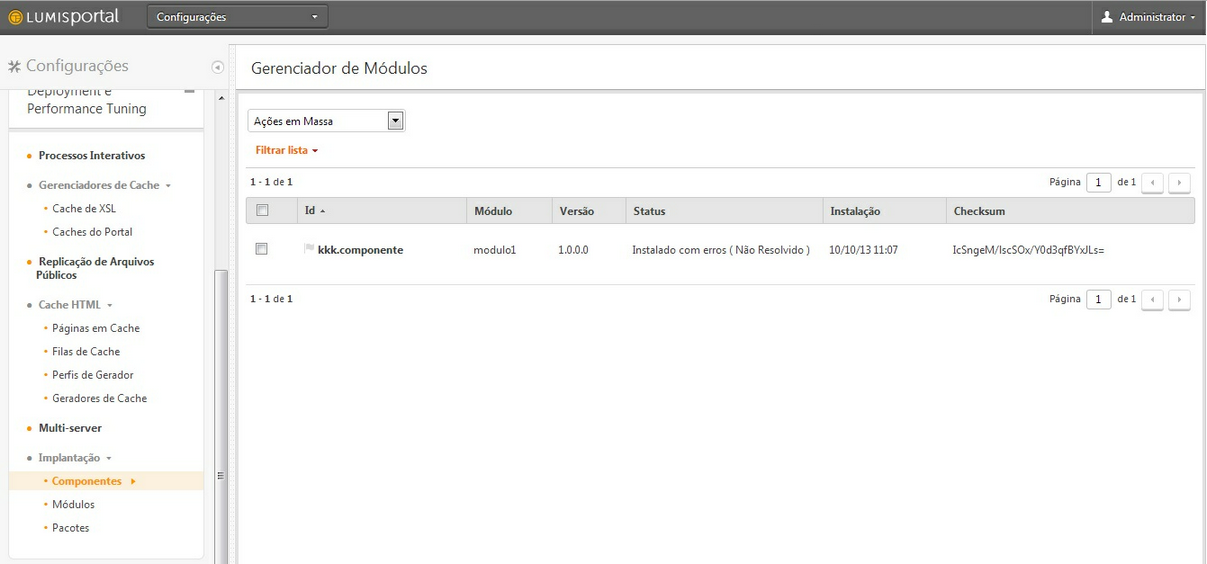 LUMISportal
Configurações
Administrator
Configurações
Deployment e
Performance Tuning
Processos Interativos
Gerenciadores de Cache
Cache de XSL
Caches do Portal
Replicação de Arquivos
Públicos
Cache HTML
Páginas em Cache
Filas de Cache
Perfis de Gerador
Geradores de Cache
Multi-server
Implantação
Componentes
Módulos
Pacotes
Gerenciador de Módulos
Ações em Massa
Filtrar lista
1 - 1 de 1 Página 1 de 1
Id Módulo Versão Status Instalação Checksum
kkk.componente modulo1 1.0.0.0 Instalado com erros ( Não Resolvido ) 10/10/13 11:07 IcSngeM/IscSOx/Y0d3qfBYxJLs=
1 - 1 de 1 Página 1 de 1